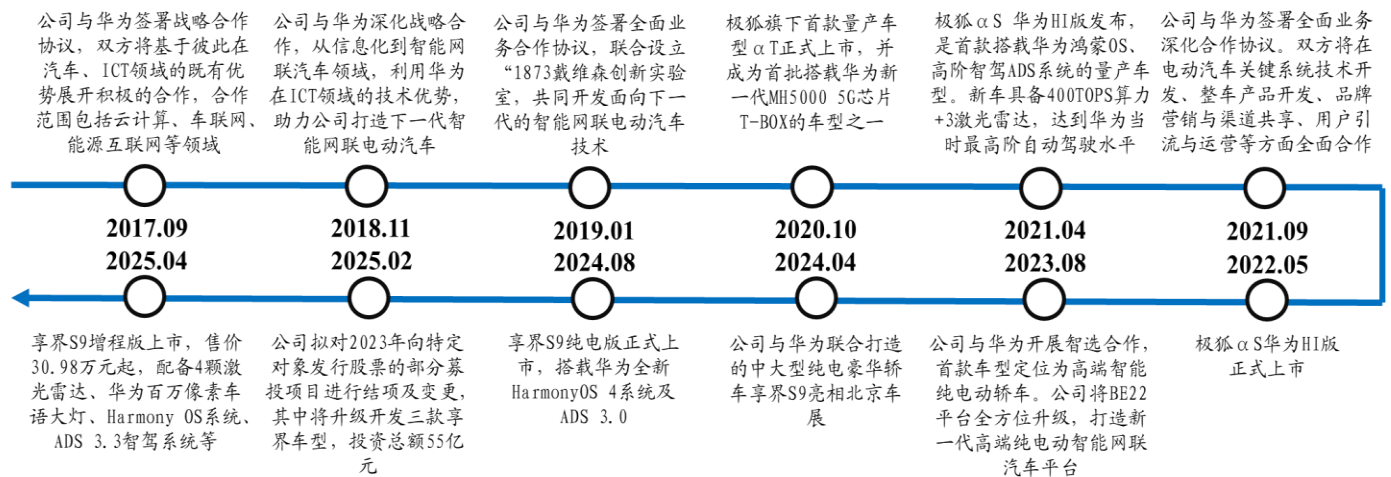 公司与华为签署战略合作
协议，双方将基于彼此在
汽车、ICT领域的既有优
势展开积极的合作，合作
范围包括云计算、车联网、
能源互联网等领域
公司与华为深化战略合
作，从信息化到智能网
联汽车领域，利用华为
在ICT领域的技术优势，
助力公司打造下一代智
能网联电动汽车
公司与华为签署全面业
务合作协议，联合设立
“1873戴维森创新实验
室，共同开发面向下一
代的智能网联电动汽车
技术
极狐旗下首款量产车
型αT正式上市，并
成为首批搭载华为新
一代MH5000 5G芯片
T-BOX的车型之一
极狐αS 华为HI版发布，
是首款搭载华为鸿蒙OS、
高阶智驾ADS系统的量产车
型。新车具备400TOPS算力
+3激光雷达，达到华为当
时最高阶自动驾驶水平
公司与华为签署全面业务
深化合作协议。双方将在
电动汽车关键系统技术开
发、整车产品开发、品牌
营销与渠道共享、用户引
流与运营等方面全面合作
2017.09
2018.11
2019.01
2020.10
2021.04
2021.09
2025.04
2025.02
2024.08
2024.04
2023.08
2022.05
享界S9增程版上市，售价
30.98万元起，配备4颗激
光雷达、华为百万像素车
语大灯、Harmony OS系统、
ADS 3.3智驾系统等
公司拟对2023年向特定
对象发行股票的部分募
投项目进行结项及变更，
其中将升级开发三款享
界车型，投资总额55亿
元
享界S9纯电版正式上
市，搭载华为全新
HarmonyOS 4系统及
ADS 3.0
公司与华为联合打造
的中大型纯电豪华轿
车享界S9亮相北京车
展
公司与华为开展智选合作，
首款车型定位为高端智能
纯电动轿车。公司将BE22
平台全方位升级，打造新
一代高端纯电动智能网联
汽车平台
极狐αS华为HI版
正式上市